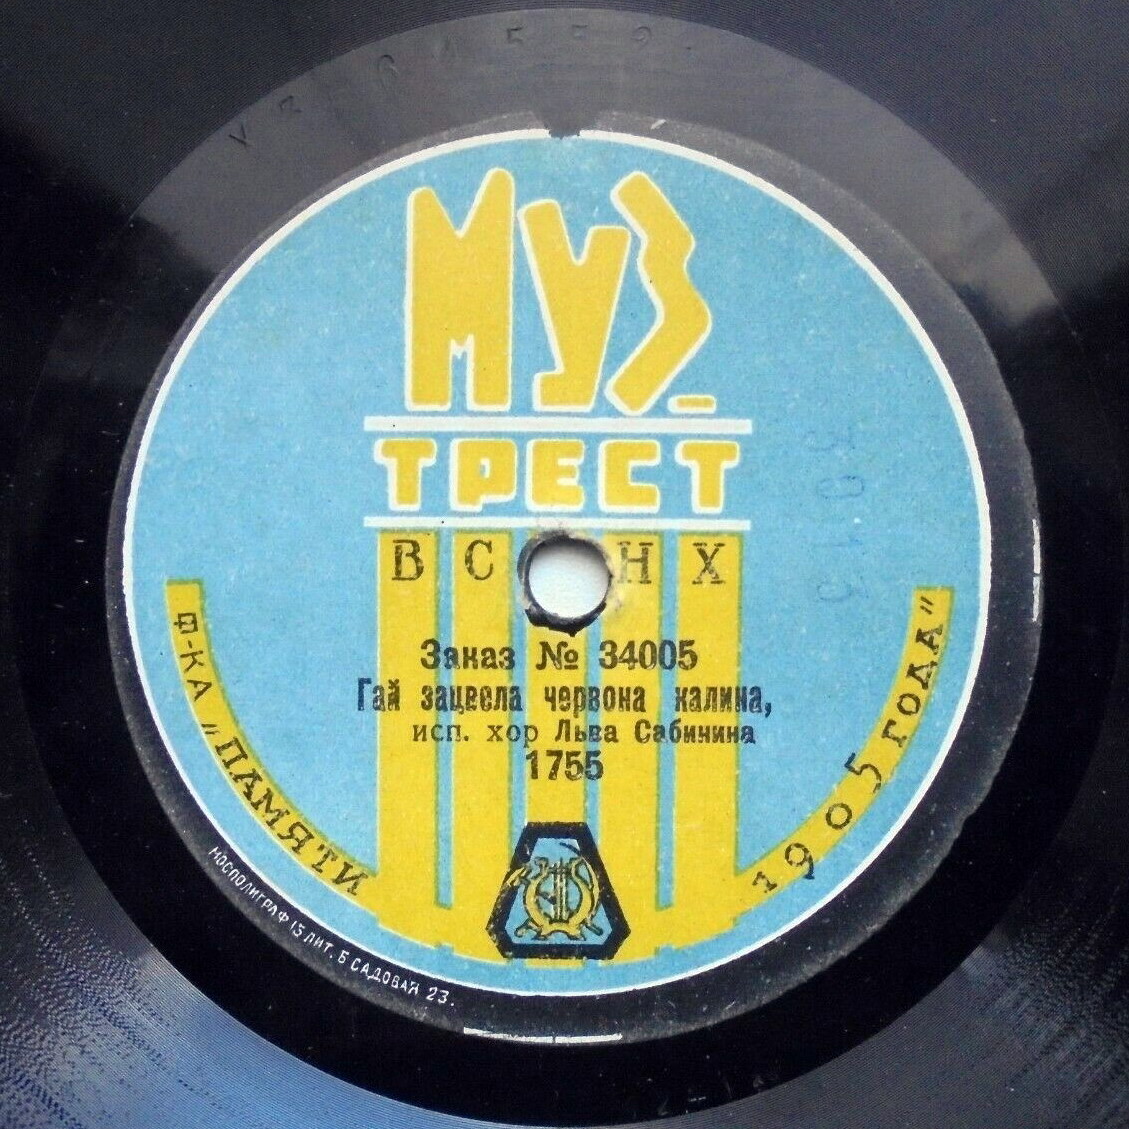 МУЗ-
ТРЕСТ
ВСНХ
Заказ № 34005
Гай зацвела червона калина,
исп. хор Льва Сабинина
1755
Ф-КА „ПАМЯТИ 1905 ГОДА”
МОСПОЛИГРАФ 15 ЛИТ. Б САДОВАЯ 23.